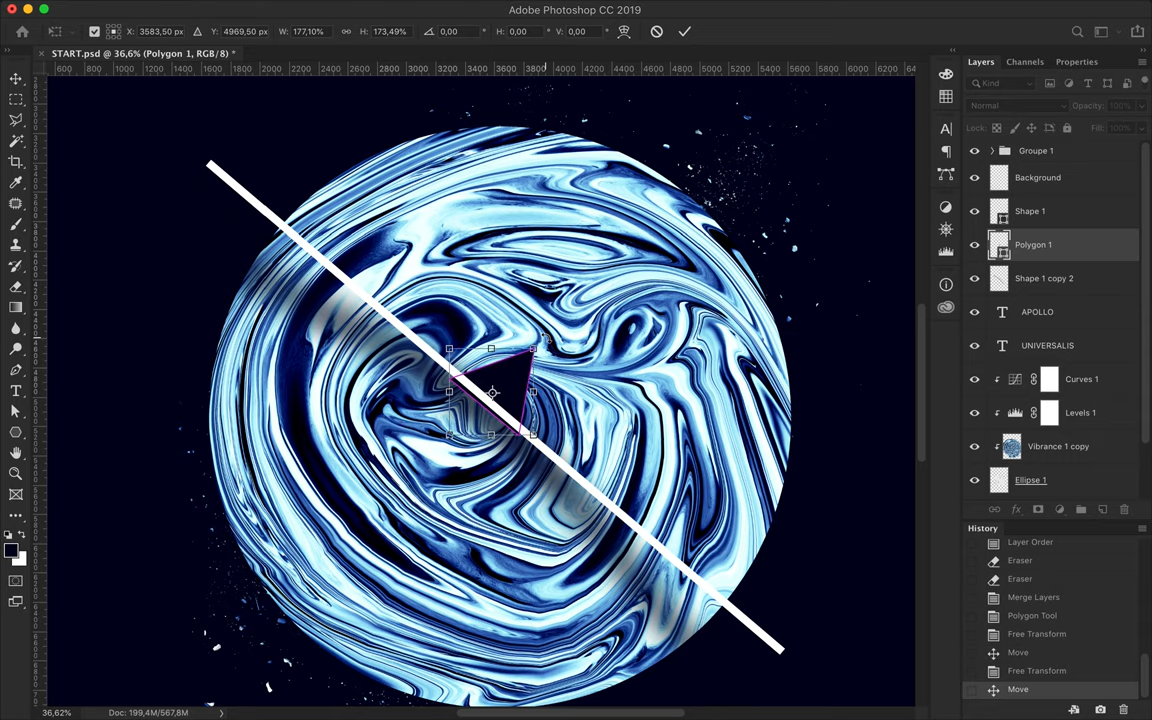 Adobe Photoshop CC 2019
X: 3583,50 px Y: 4969,50 px W: 177,10% H: 173,49% 0,00 ° H: 0,00 ° V: 0,00 °
START.psd @ 36,6% (Polygon 1, RGB/8) *
600 800 1000 1200 1400 1600 1800 2000 2200 2400 2600 2800 3000 3200 3400 3600 3800 4000 4200 4400 4600 4800 5000 5200 5400 5600 5800 6000 6200 64
Layers Channels Properties
Kind
Normal Opacity: 100%
Lock: Fill: 100%
Groupe 1
Background
Shape 1
Polygon 1
Shape 1 copy 2
APOLLO
UNIVERSALIS
Curves 1
Levels 1
Vibrance 1 copy
Ellipse 1
History
Layer Order
Eraser
Eraser
Merge Layers
Polygon Tool
Free Transform
Move
Free Transform
Move
36,62% Doc: 199,4M/567,8M